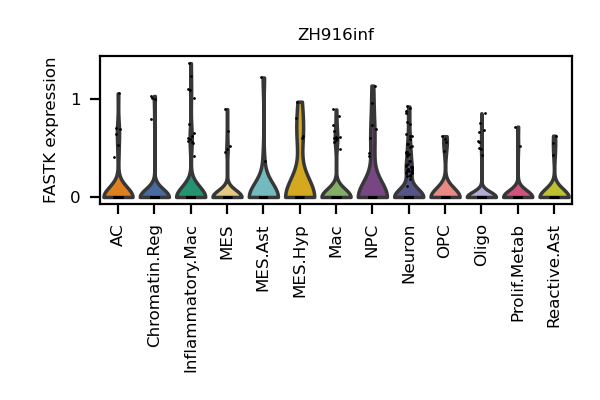 ZH916inf
FASTK expression
1
0
AC
Chromatin.Reg
Inflammatory.Mac
MES
MES.Ast
MES.Hyp
Mac
NPC
Neuron
OPC
Oligo
Prolif.Metab
Reactive.Ast